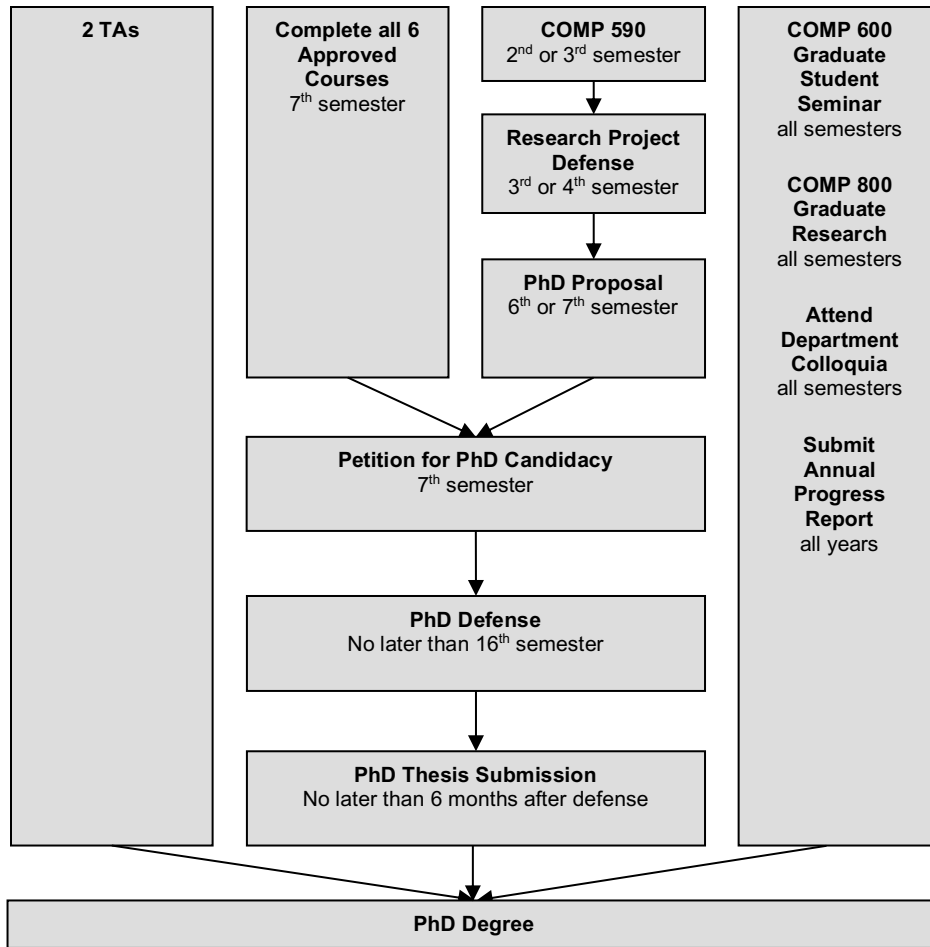 2 TAs
Complete all 6
Approved
Courses
7th semester
COMP 590
2nd or 3rd semester
Research Project
Defense
3rd or 4th semester
PhD Proposal
6th or 7th semester
COMP 600
Graduate
Student
Seminar
all semesters
COMP 800
Graduate
Research
all semesters
Attend
Department
Colloquia
all semesters
Submit
Annual
Progress
Report
all years
Petition for PhD Candidacy
7th semester
PhD Defense
No later than 16th semester
PhD Thesis Submission
No later than 6 months after defense
PhD Degree